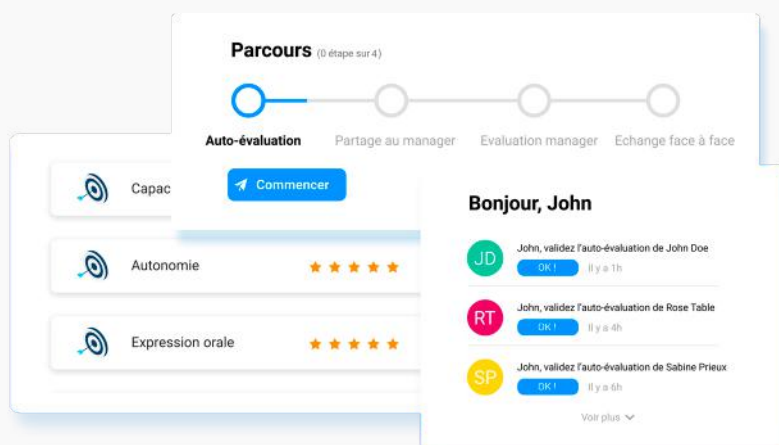 Parcours (0 étape sur 4)
Auto-évaluation Partage au manager Evaluation manager Echange face à face
Commencer
Capac
Autonomie
Expression orale
Bonjour, John
JD
John, validez l'auto-évaluation de John Doe
OK ! Il y a 1h
RT
John, validez l'auto-évaluation de Rose Table
OK ! Il y a 4h
SP
John, validez l'auto-évaluation de Sabine Prieux
OK ! Il y a 6h
Voir plus